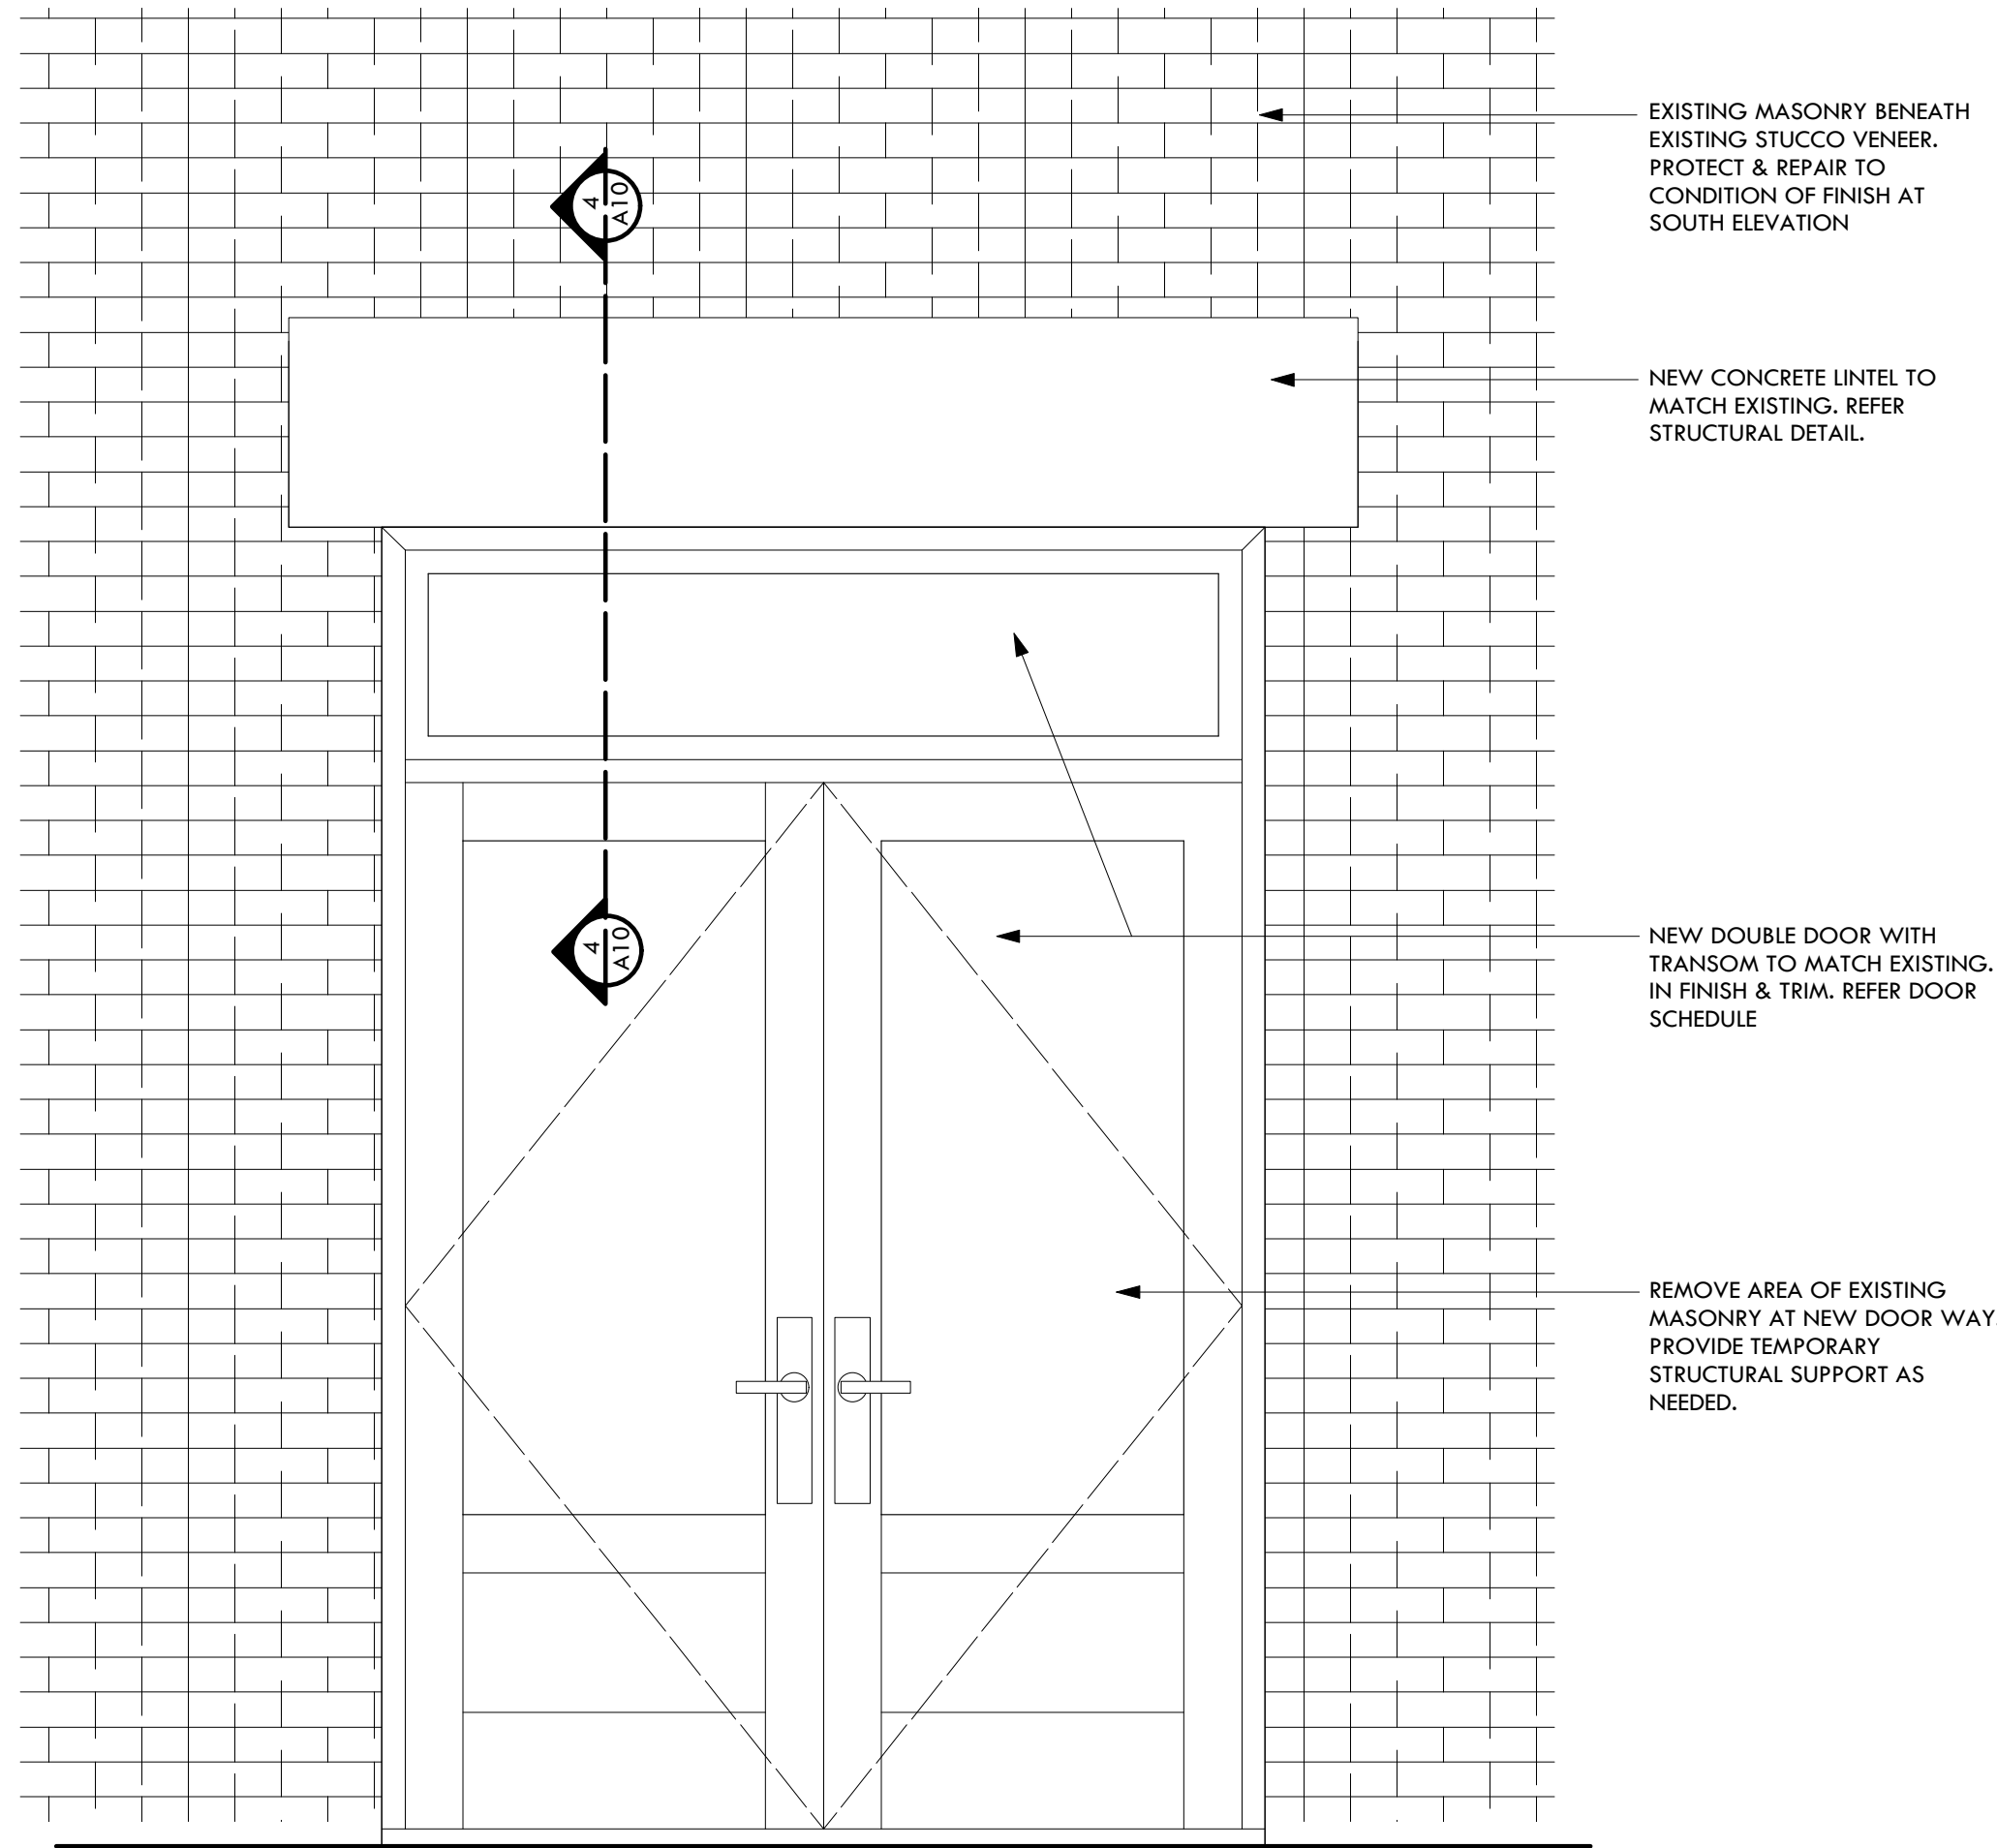 EXISTING MASONRY BENEATH
EXISTING STUCCO VENEER.
PROTECT & REPAIR TO
CONDITION OF FINISH AT
SOUTH ELEVATION
4
A10
NEW CONCRETE LINTEL TO
MATCH EXISTING. REFER
STRUCTURAL DETAIL.
NEW DOUBLE DOOR WITH
TRANSOM TO MATCH EXISTING.
IN FINISH & TRIM. REFER DOOR
SCHEDULE
4
A10
REMOVE AREA OF EXISTING
MASONRY AT NEW DOOR WAY.
PROVIDE TEMPORARY
STRUCTURAL SUPPORT AS
NEEDED.